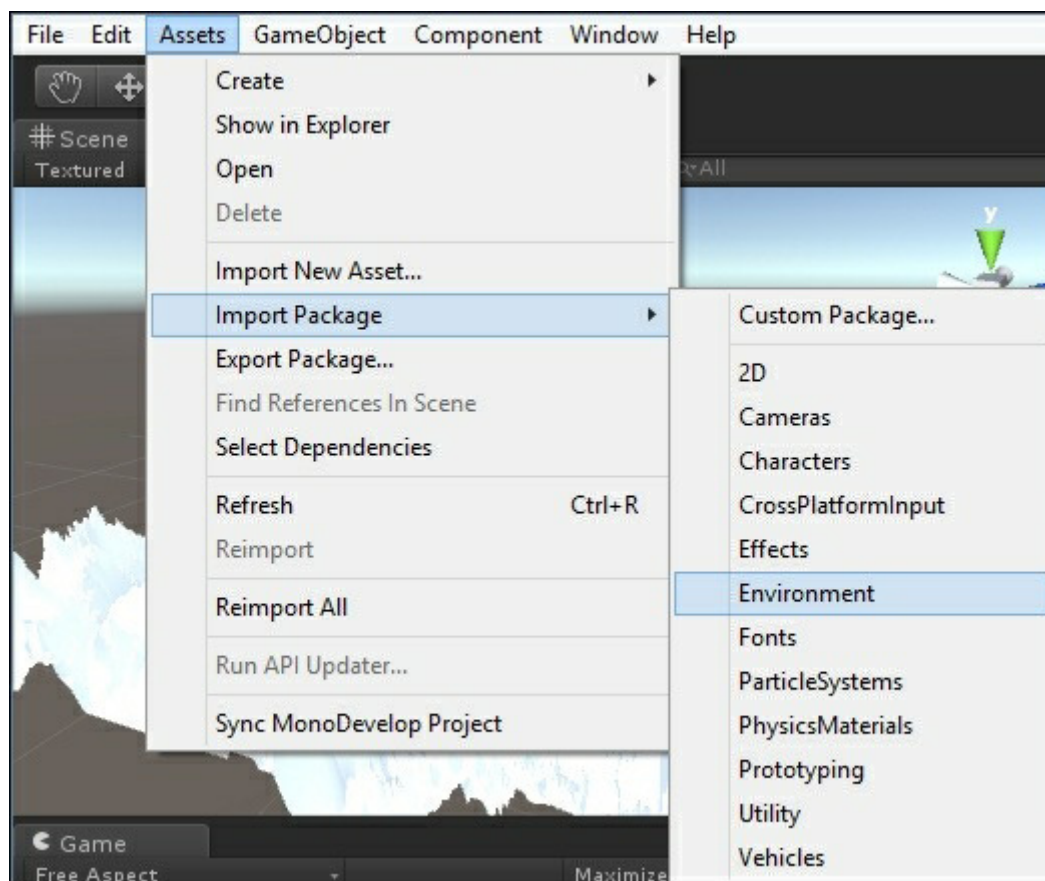 File Edit Assets GameObject Component Window Help
Create
Show in Explorer
Open
Delete
Import New Asset...
Import Package
Export Package...
Find References In Scene
Select Dependencies
Refresh Ctrl+R
Reimport
Reimport All
Run API Updater...
Sync MonoDevelop Project
Custom Package...
2D
Cameras
Characters
CrossPlatformInput
Effects
Environment
Fonts
ParticleSystems
PhysicsMaterials
Prototyping
Utility
Vehicles
Scene
Textured
All
y
Game
Free Aspect
Maximize